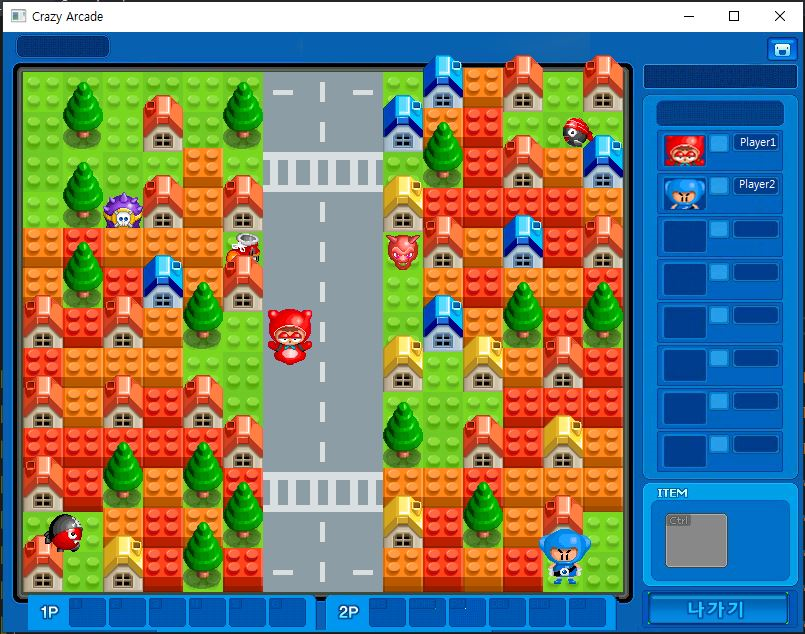 Crazy Arcade
Player1
Player2
ITEM
Ctrl
1P
2P
나가기